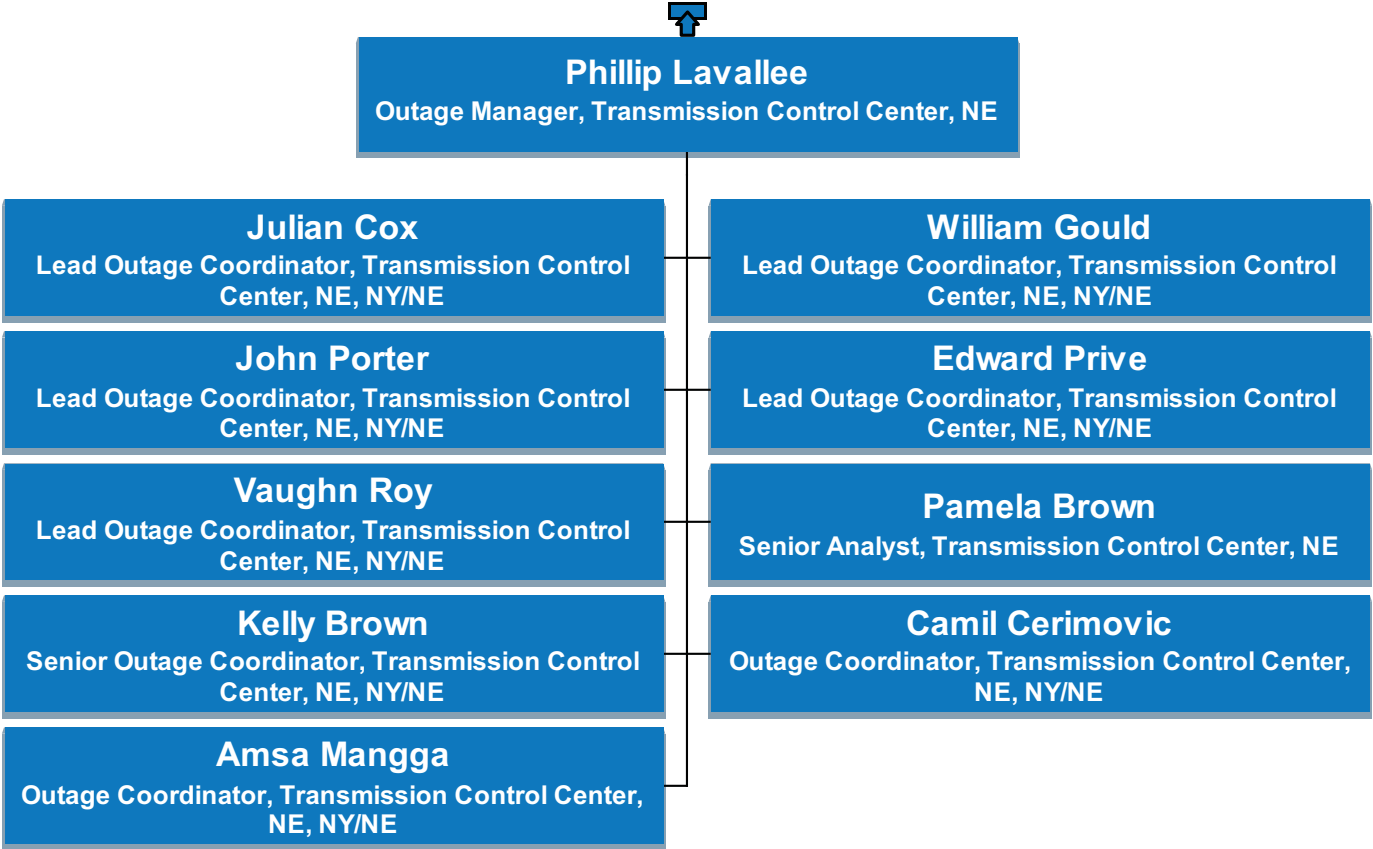 Phillip Lavallee
Outage Manager, Transmission Control Center, NE
Julian Cox
Lead Outage Coordinator, Transmission Control
Center, NE, NY/NE
William Gould
Lead Outage Coordinator, Transmission Control
Center, NE, NY/NE
John Porter
Lead Outage Coordinator, Transmission Control
Center, NE, NY/NE
Edward Prive
Lead Outage Coordinator, Transmission Control
Center, NE, NY/NE
Vaughn Roy
Lead Outage Coordinator, Transmission Control
Center, NE, NY/NE
Pamela Brown
Senior Analyst, Transmission Control Center, NE
Kelly Brown
Senior Outage Coordinator, Transmission Control
Center, NE, NY/NE
Camil Cerimovic
Outage Coordinator, Transmission Control Center,
NE, NY/NE
Amsa Mangga
Outage Coordinator, Transmission Control Center,
NE, NY/NE